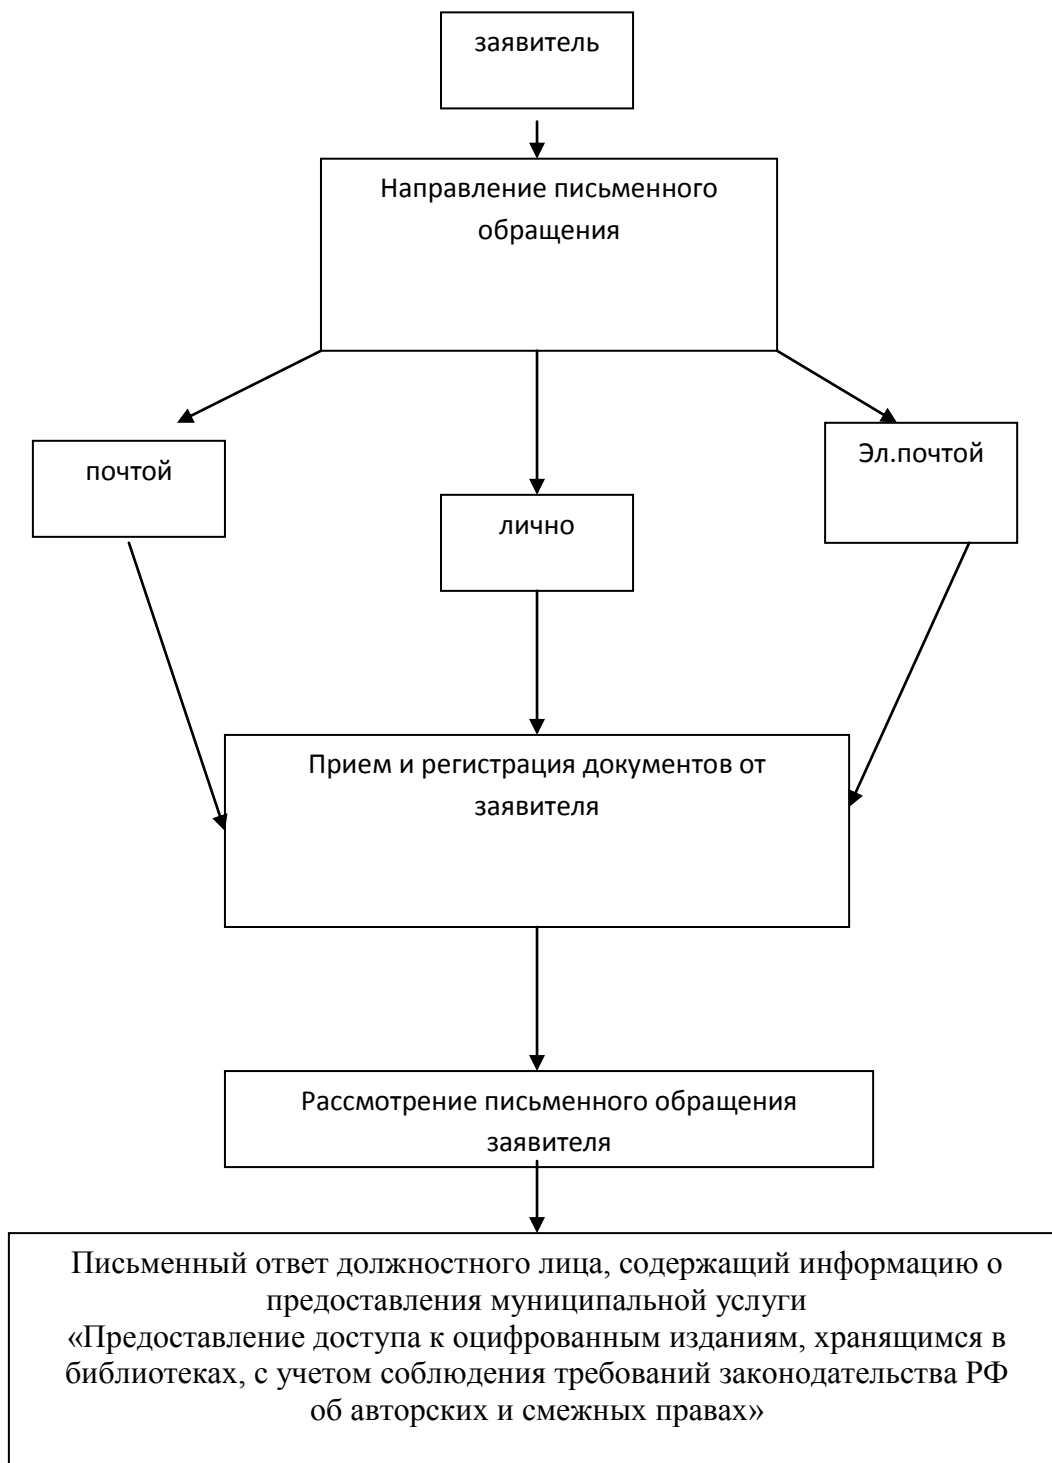 заявитель
Направление письменного
обращения
почтой
Эл.почтой
лично
Прием и регистрация документов от
заявителя
Рассмотрение письменного обращения
заявителя
Письменный ответ должностного лица, содержащий информацию о
предоставления муниципальной услуги
«Предоставление доступа к оцифрованным изданиям, хранящимся в
библиотеках, с учетом соблюдения требований законодательства РФ
об авторских и смежных правах»